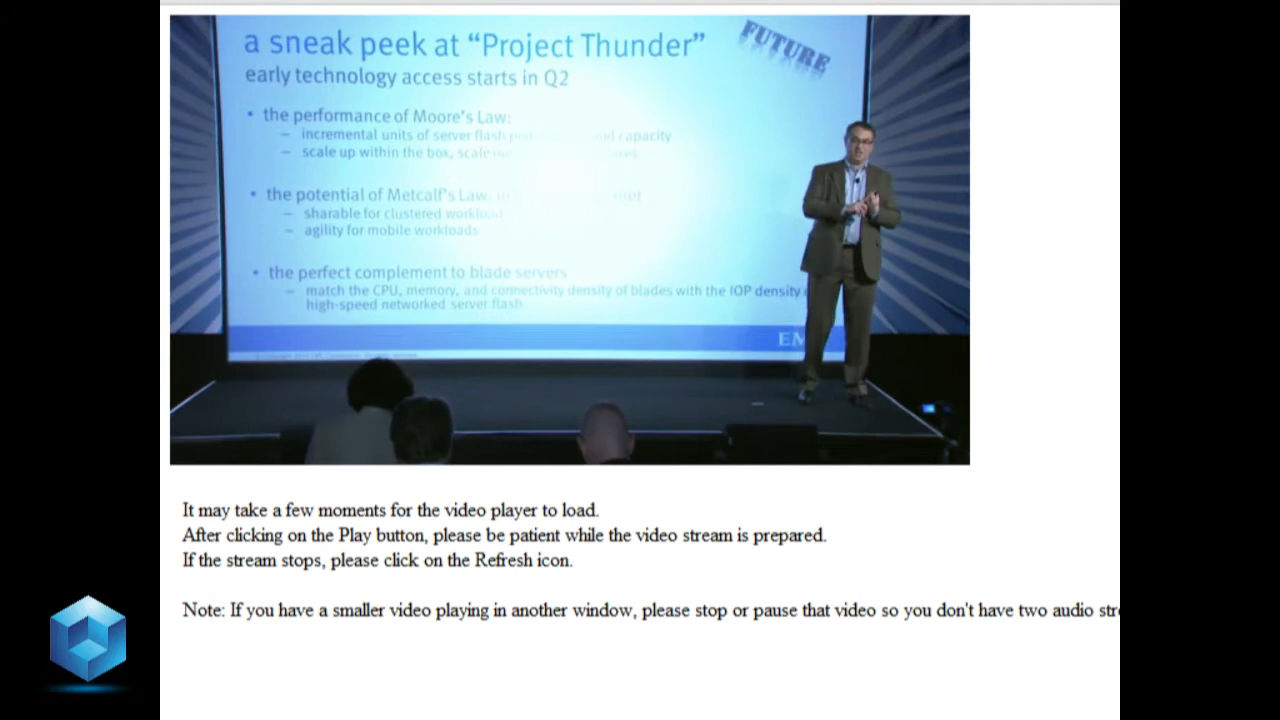 a sneak peek at “Project Thunder”
FUTURE
early technology access starts in Q2
• the performance of Moore's Law:
– incremental units of server flash and capacity
– scale up within the box, scale
• the potential of Metcalf's Law
– sharable for clustered
– agility for mobile workloads
• the perfect complement to blade servers
– match the CPU, memory, and connectivity density of blades with the IOP density
high-speed networked server flash
EM
It may take a few moments for the video player to load.
After clicking on the Play button, please be patient while the video stream is prepared.
If the stream stops, please click on the Refresh icon.
Note: If you have a smaller video playing in another window, please stop or pause that video so you don't have two audio str